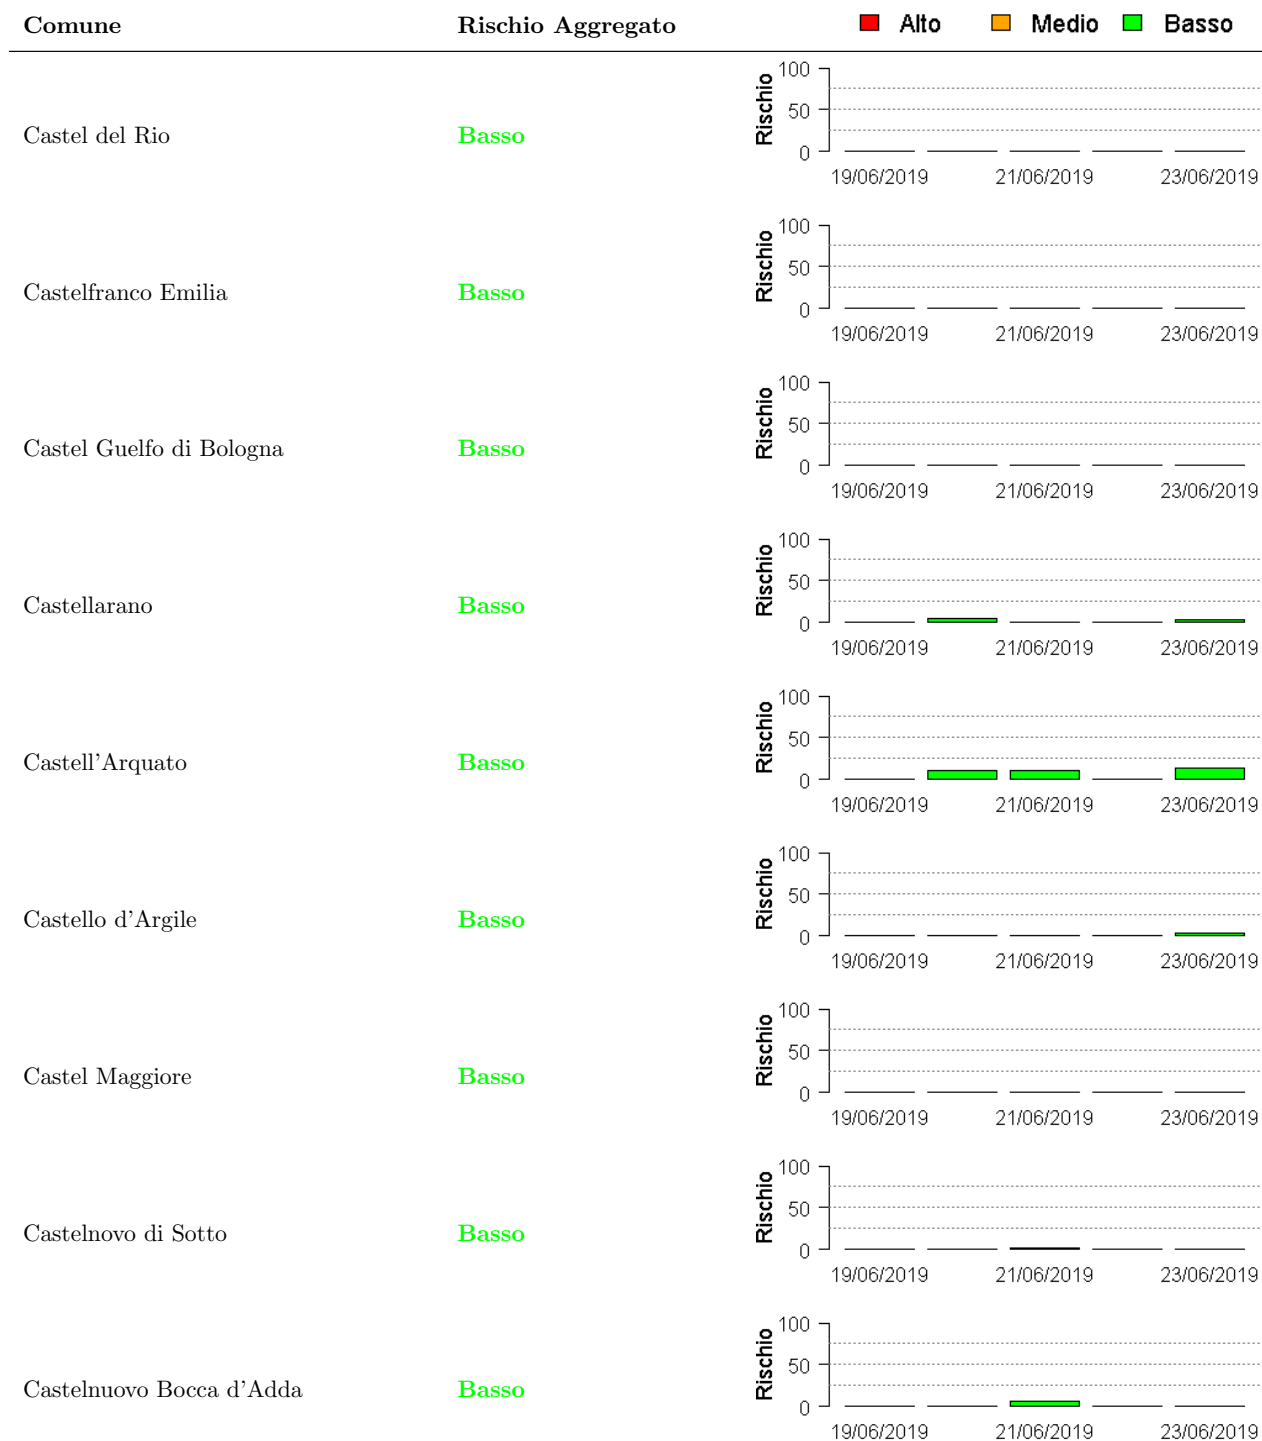 Comune Rischio Aggregato Alto Medio Basso
100
50
0
Rischio
Castel del Rio Basso
19/06/2019 21/06/2019 23/06/2019
100
50
0
Rischio
Castelfranco Emilia Basso
19/06/2019 21/06/2019 23/06/2019
100
50
0
Rischio
Castel Guelfo di Bologna Basso
19/06/2019 21/06/2019 23/06/2019
100
50
0
Rischio
Castellarano Basso
19/06/2019 21/06/2019 23/06/2019
100
50
0
Rischio
Castell'Arquato Basso
19/06/2019 21/06/2019 23/06/2019
100
50
0
Rischio
Castello d'Argile Basso
19/06/2019 21/06/2019 23/06/2019
100
50
0
Rischio
Castel Maggiore Basso
19/06/2019 21/06/2019 23/06/2019
100
50
0
Rischio
Castelnovo di Sotto Basso
19/06/2019 21/06/2019 23/06/2019
100
50
0
Rischio
Castelnuovo Bocca d'Adda Basso
19/06/2019 21/06/2019 23/06/2019